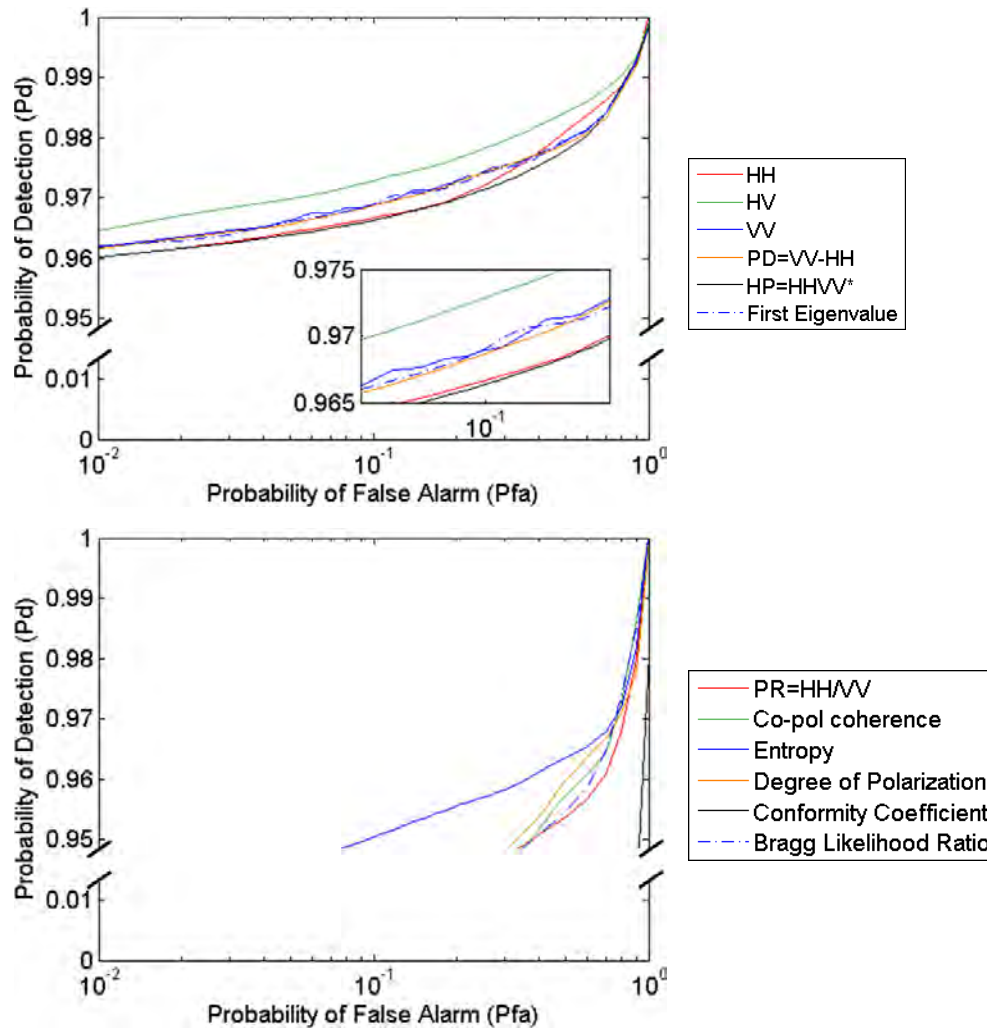 Probability of Detection (Pd)
1
0.99
0.98
0.97
0.96
0.95
0.01
0
0.975
0.97
0.965
10^-1
10^-2
10^-1
10^0
Probability of False Alarm (Pfa)
HH
HV
VV
PD=VV-HH
HP=HHVV*
First Eigenvalue
Probability of Detection (Pd)
1
0.99
0.98
0.97
0.96
0.95
0.01
0
10^-2
10^-1
10^0
Probability of False Alarm (Pfa)
PR=HH/VV
Co-pol coherence
Entropy
Degree of Polarization
Conformity Coefficient
Bragg Likelihood Ratio